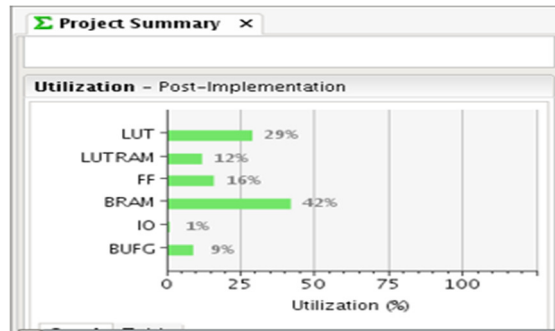 Σ Project Summary ×
Utilization - Post-Implementation
LUT 29%
LUTRAM 12%
FF 16%
BRAM 42%
IO 1%
BUFG 9%
0 25 50 75 100
Utilization (%)